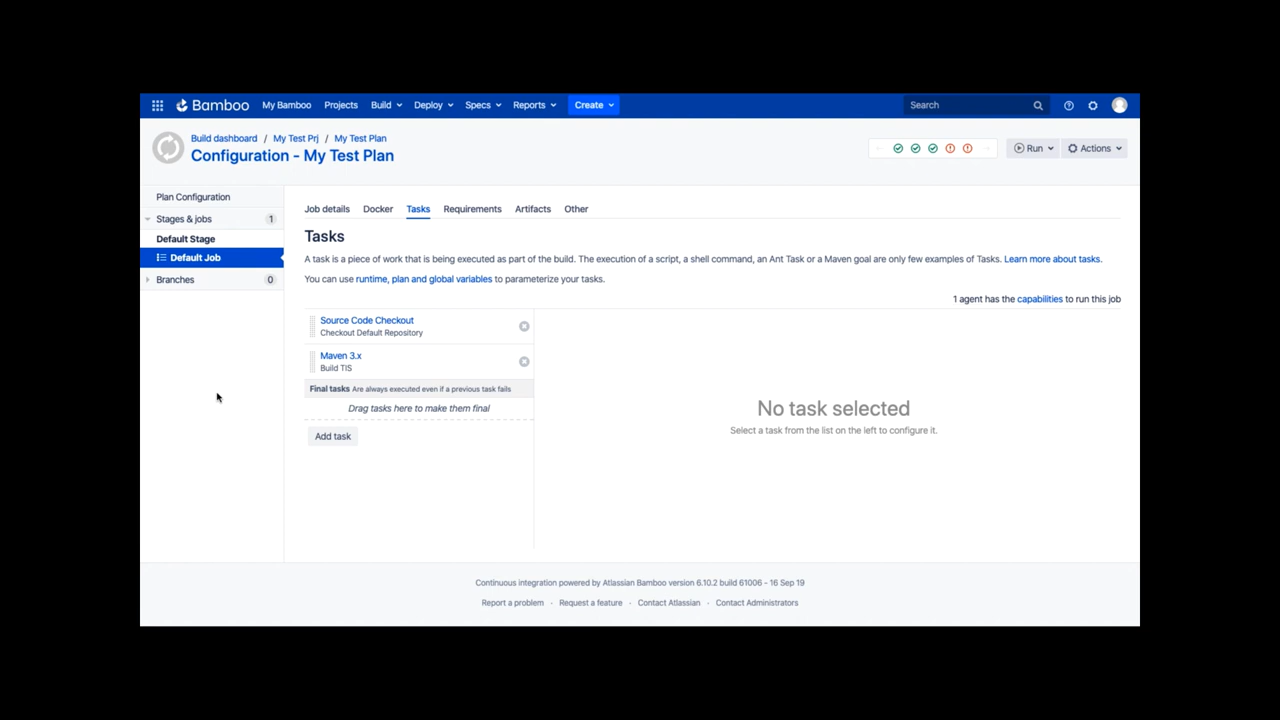 Bamboo My Bamboo Projects Build Deploy Specs Reports Create Search
Build dashboard / My Test Prj / My Test Plan
Configuration - My Test Plan
Run Actions
Plan Configuration
Stages & jobs 1
Default Stage
Default Job
Branches 0
Job details Docker Tasks Requirements Artifacts Other
Tasks
A task is a piece of work that is being executed as part of the build. The execution of a script, a shell command, an Ant Task or a Maven goal are only few examples of Tasks. Learn more about tasks.
You can use runtime, plan and global variables to parameterize your tasks.
1 agent has the capabilities to run this job
Source Code Checkout
Checkout Default Repository
Maven 3.x
Build TIS
Final tasks Are always executed even if a previous task fails
Drag tasks here to make them final
Add task
No task selected
Select a task from the list on the left to configure it.
Continuous integration powered by Atlassian Bamboo version 6.10.2 build 61006 - 16 Sep 19
Report a problem · Request a feature · Contact Atlassian · Contact Administrators